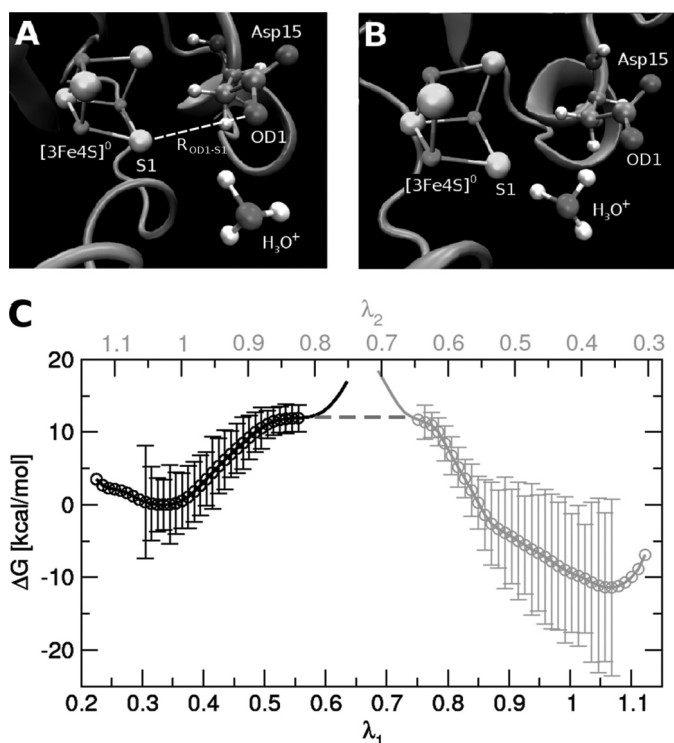 A
Asp15
[3Fe4S]⁰
S1
R_OD1-S1
OD1
H₃O⁺
B
Asp15
[3Fe4S]⁰
S1
OD1
H₃O⁺
C
λ₂
1.1 1 0.9 0.8 0.7 0.6 0.5 0.4 0.3
20
10
0
-10
-20
ΔG [kcal/mol]
0.2 0.3 0.4 0.5 0.6 0.7 0.8 0.9 1 1.1
λ₁